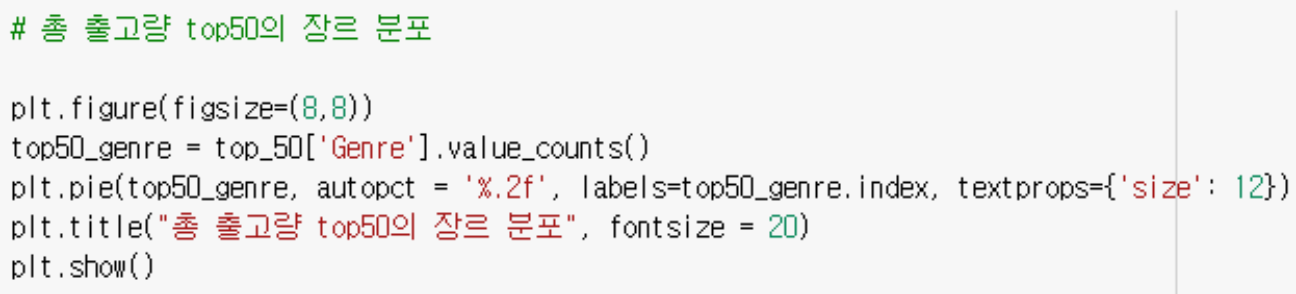 # 총 출고량 top50의 장르 분포
plt.figure(figsize=(8,8))
top50_genre = top_50['Genre'].value_counts()
plt.pie(top50_genre, autopct = '%.2f', labels=top50_genre.index, textprops={'size': 12})
plt.title("총 출고량 top50의 장르 분포", fontsize = 20)
plt.show()